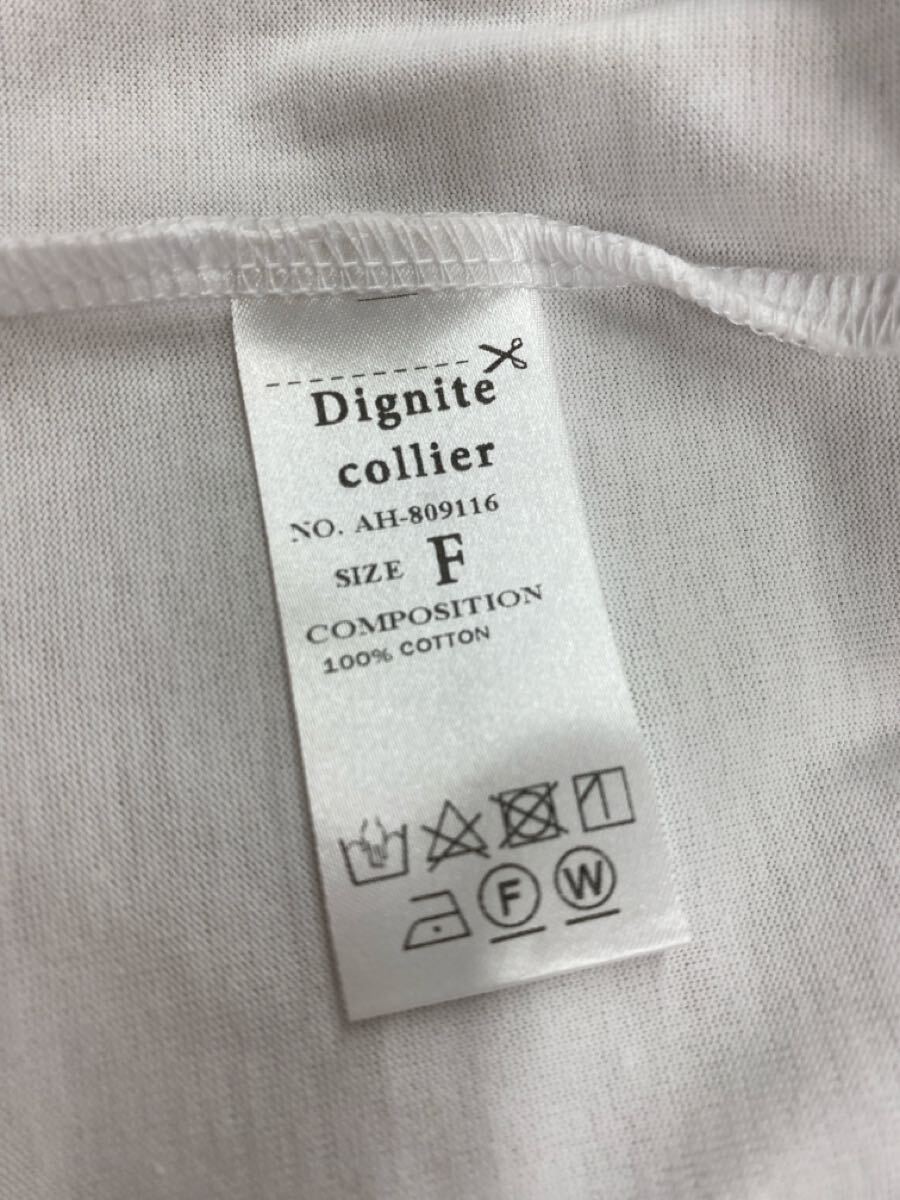 Dignite
collier
NO. AH-809116
SIZE F
COMPOSITION
100% COTTON
F W